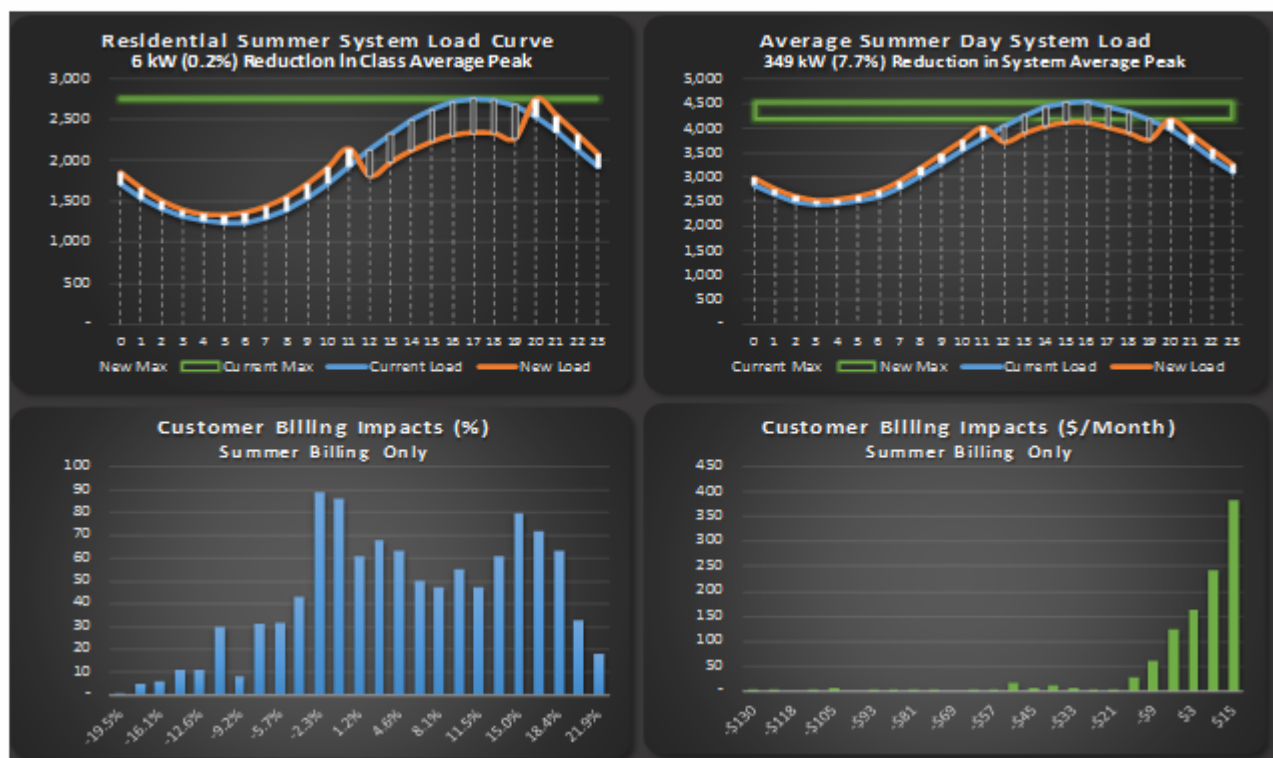 Residential Summer System Load Curve
6 kW (0.2%) Reduction in Class Average Peak
3,000
2,500
2,000
1,500
1,000
500
-
0 1 2 3 4 5 6 7 8 9 10 11 12 13 14 15 16 17 18 19 20 21 22 23
New Max Current Max Current Load New Load
Average Summer Day System Load
349 kW (7.7%) Reduction in System Average Peak
5,000
4,500
4,000
3,500
3,000
2,500
2,000
1,500
1,000
500
-
0 1 2 3 4 5 6 7 8 9 10 11 12 13 14 15 16 17 18 19 20 21 22 23
Current Max New Max Current Load New Load
Customer Billing Impacts (%)
Summer Billing Only
100
90
80
70
60
50
40
30
20
10
-
-19.5% -16.1% -12.6% -9.2% -5.7% -2.3% 1.2% 4.6% 8.1% 11.5% 15.0% 18.4% 21.9%
Customer Billing Impacts ($/Month)
Summer Billing Only
450
400
350
300
250
200
150
100
50
-
-$130 -$118 -$105 -$93 -$81 -$69 -$57 -$45 -$33 -$21 -$9 $3 $15